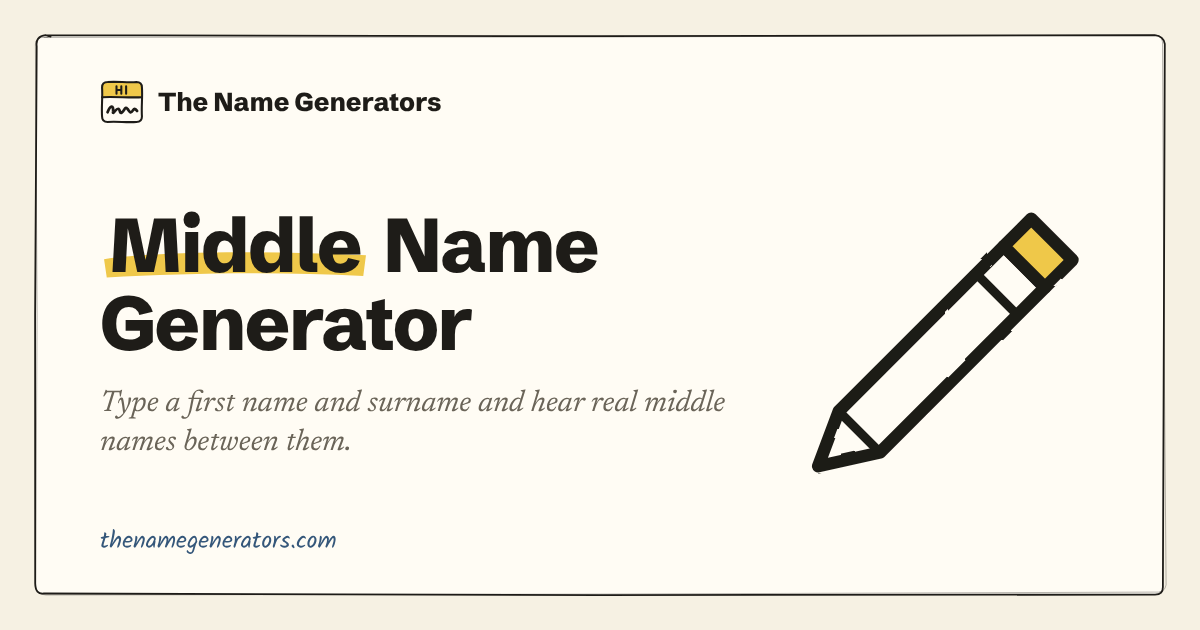 HI
The Name Generators
Middle Name
Generator
Type a first name and surname and hear real middle
names between them.
thenamegenerators.com